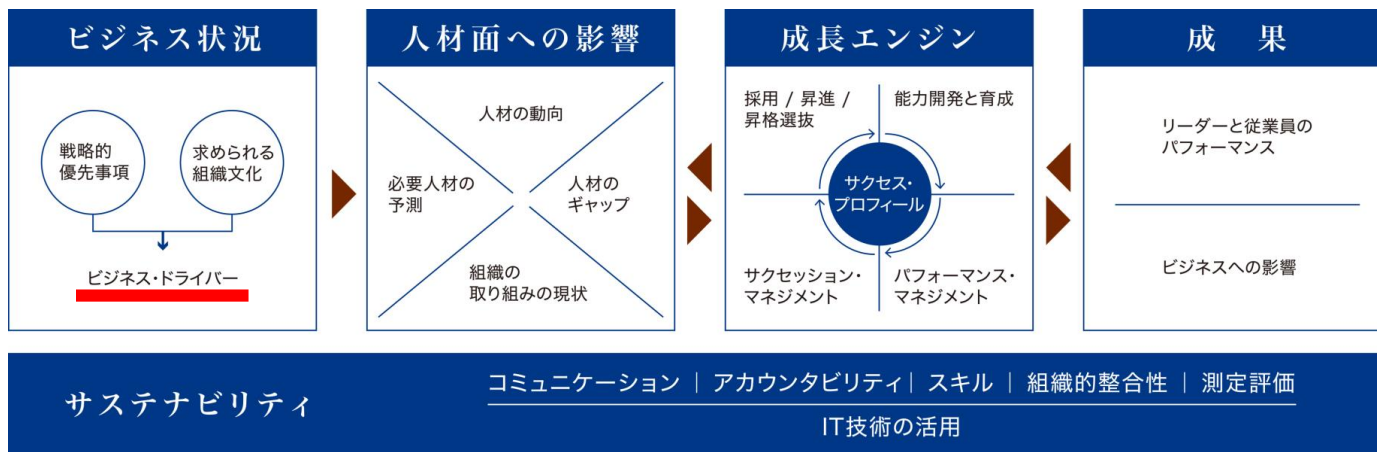 ビジネス状況
戦略的
優先事項
求められる
組織文化
ビジネス・ドライバー
人材面への影響
人材の動向
必要人材の
予測
人材の
ギャップ
組織の
取り組みの現状
成長エンジン
採用 / 昇進 /
昇格選抜
能力開発と育成
サクセス・
プロフィール
サクセッション・
マネジメント
パフォーマンス・
マネジメント
成 果
リーダーと従業員の
パフォーマンス
ビジネスへの影響
サステナビリティ
コミュニケーション | アカウンタビリティ | スキル | 組織的整合性 | 測定評価
IT技術の活用